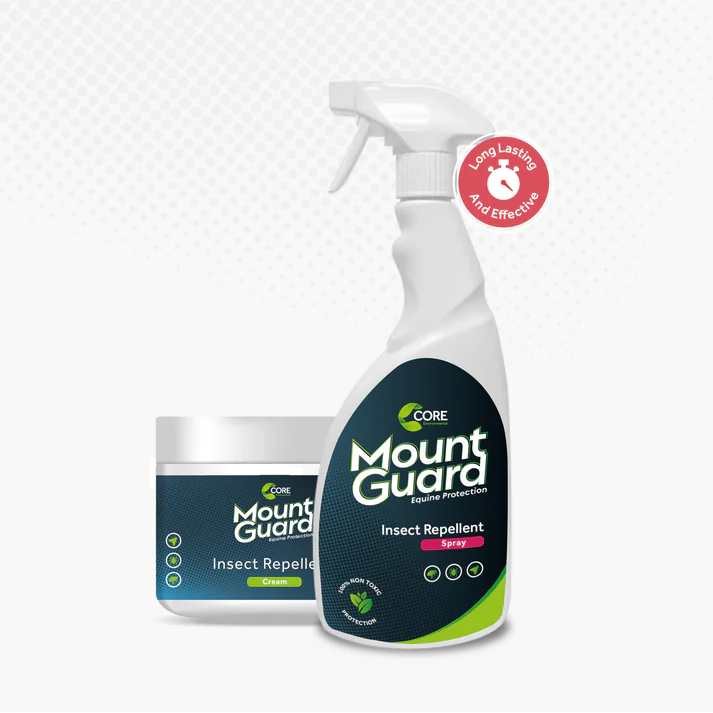 Long Lasting
And Effective
CORE
Environmental
Mount
Guard
Equine Protection
Insect Repellent
Spray
100% NON TOXIC
PROTECTION
CORE
Mount
Guard
Equine Protection
Insect Repelle
Cream